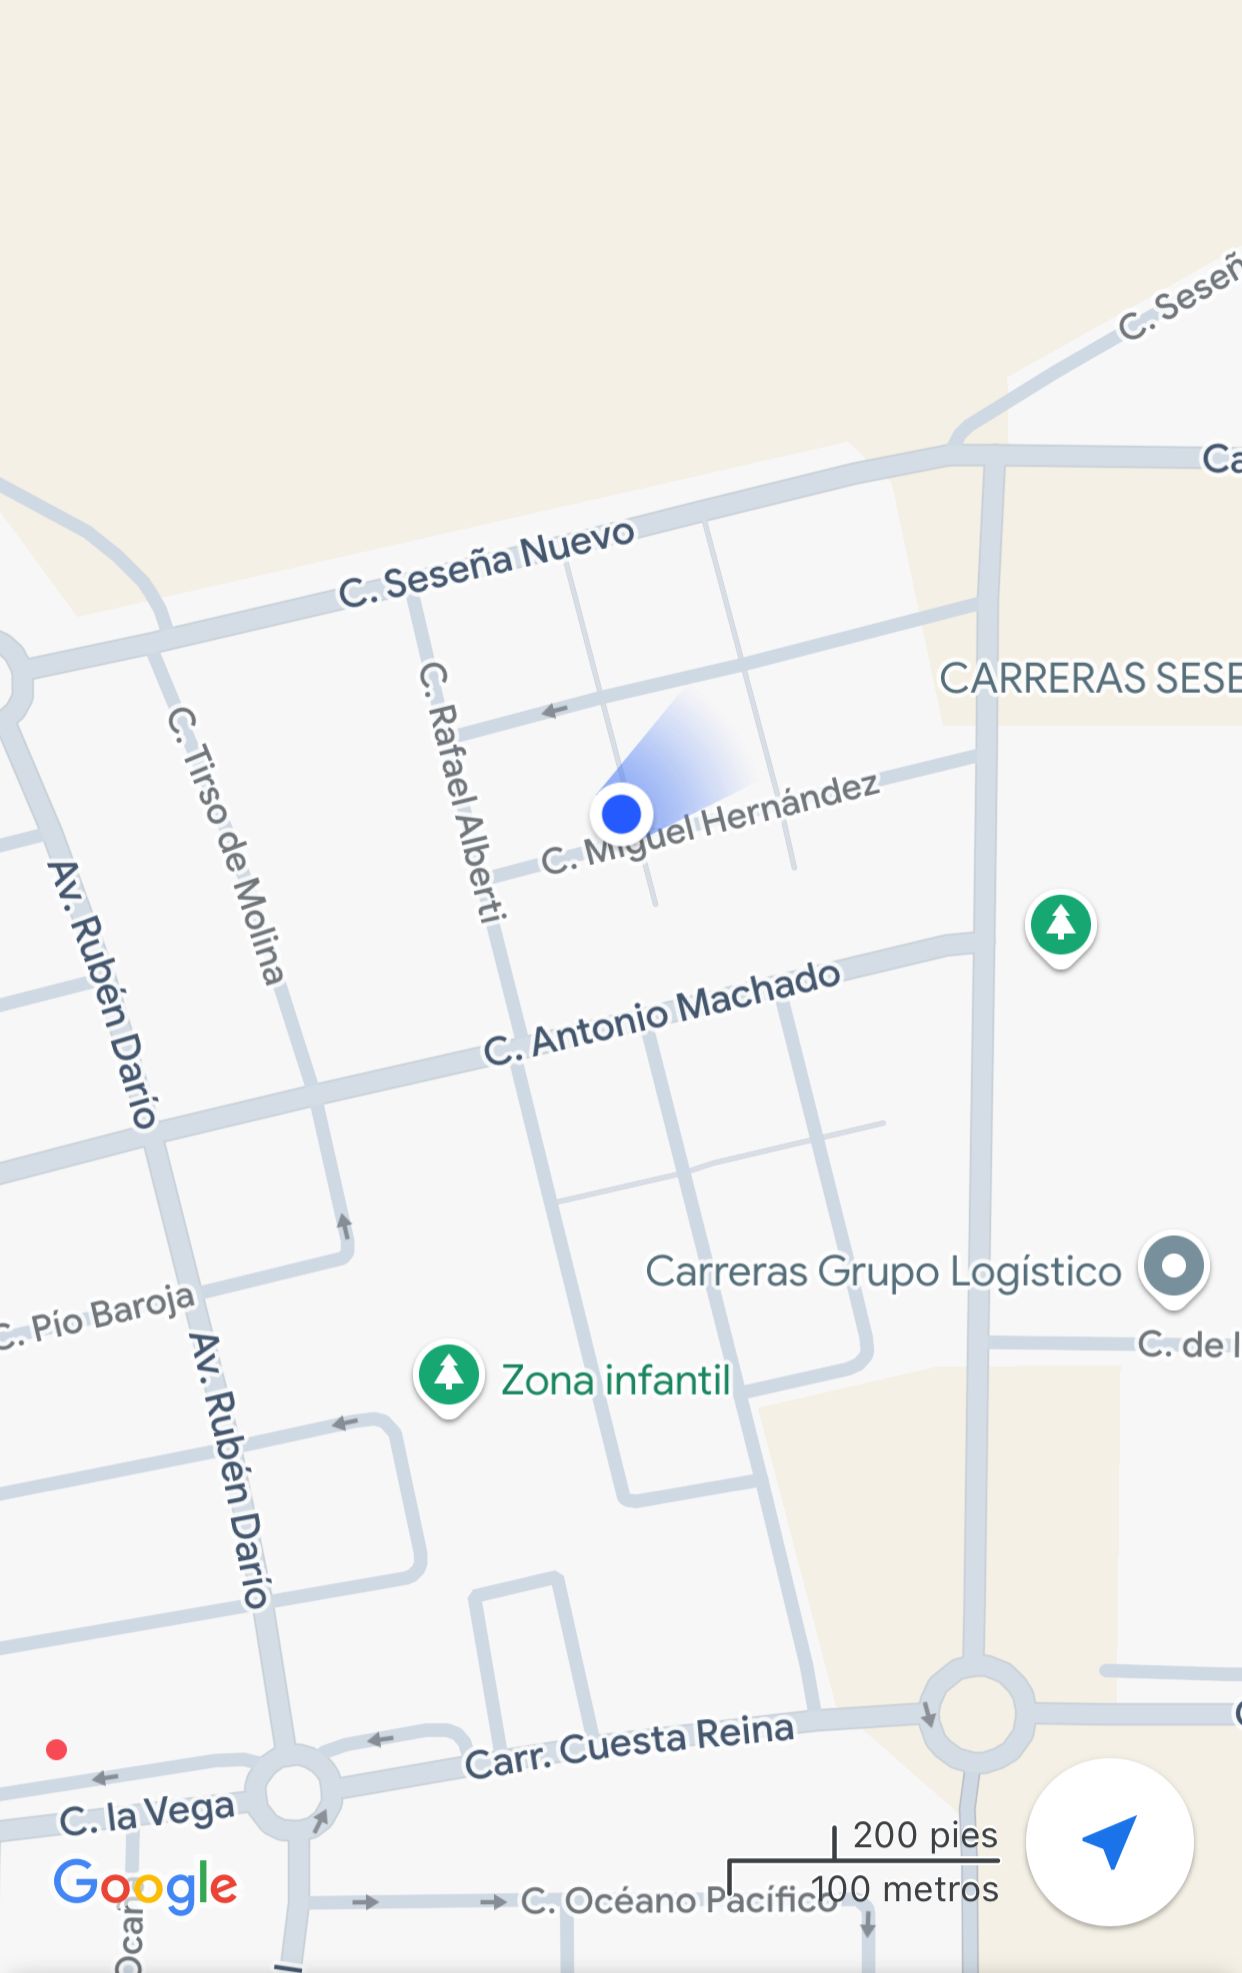 C. Seseñ
Ca
C. Seseña Nuevo
CARRERAS SESE
C. Rafael Alberti
C. Tirso de Molina
C. Miguel Hernández
Av. Rubén Darío
C. Antonio Machado
Carreras Grupo Logístico
C. Pío Baroja
C. de I
Zona infantil
Av. Rubén Darío
Carr. Cuesta Reina
C. la Vega
200 pies
100 metros
Google
C. Océano Pacífico